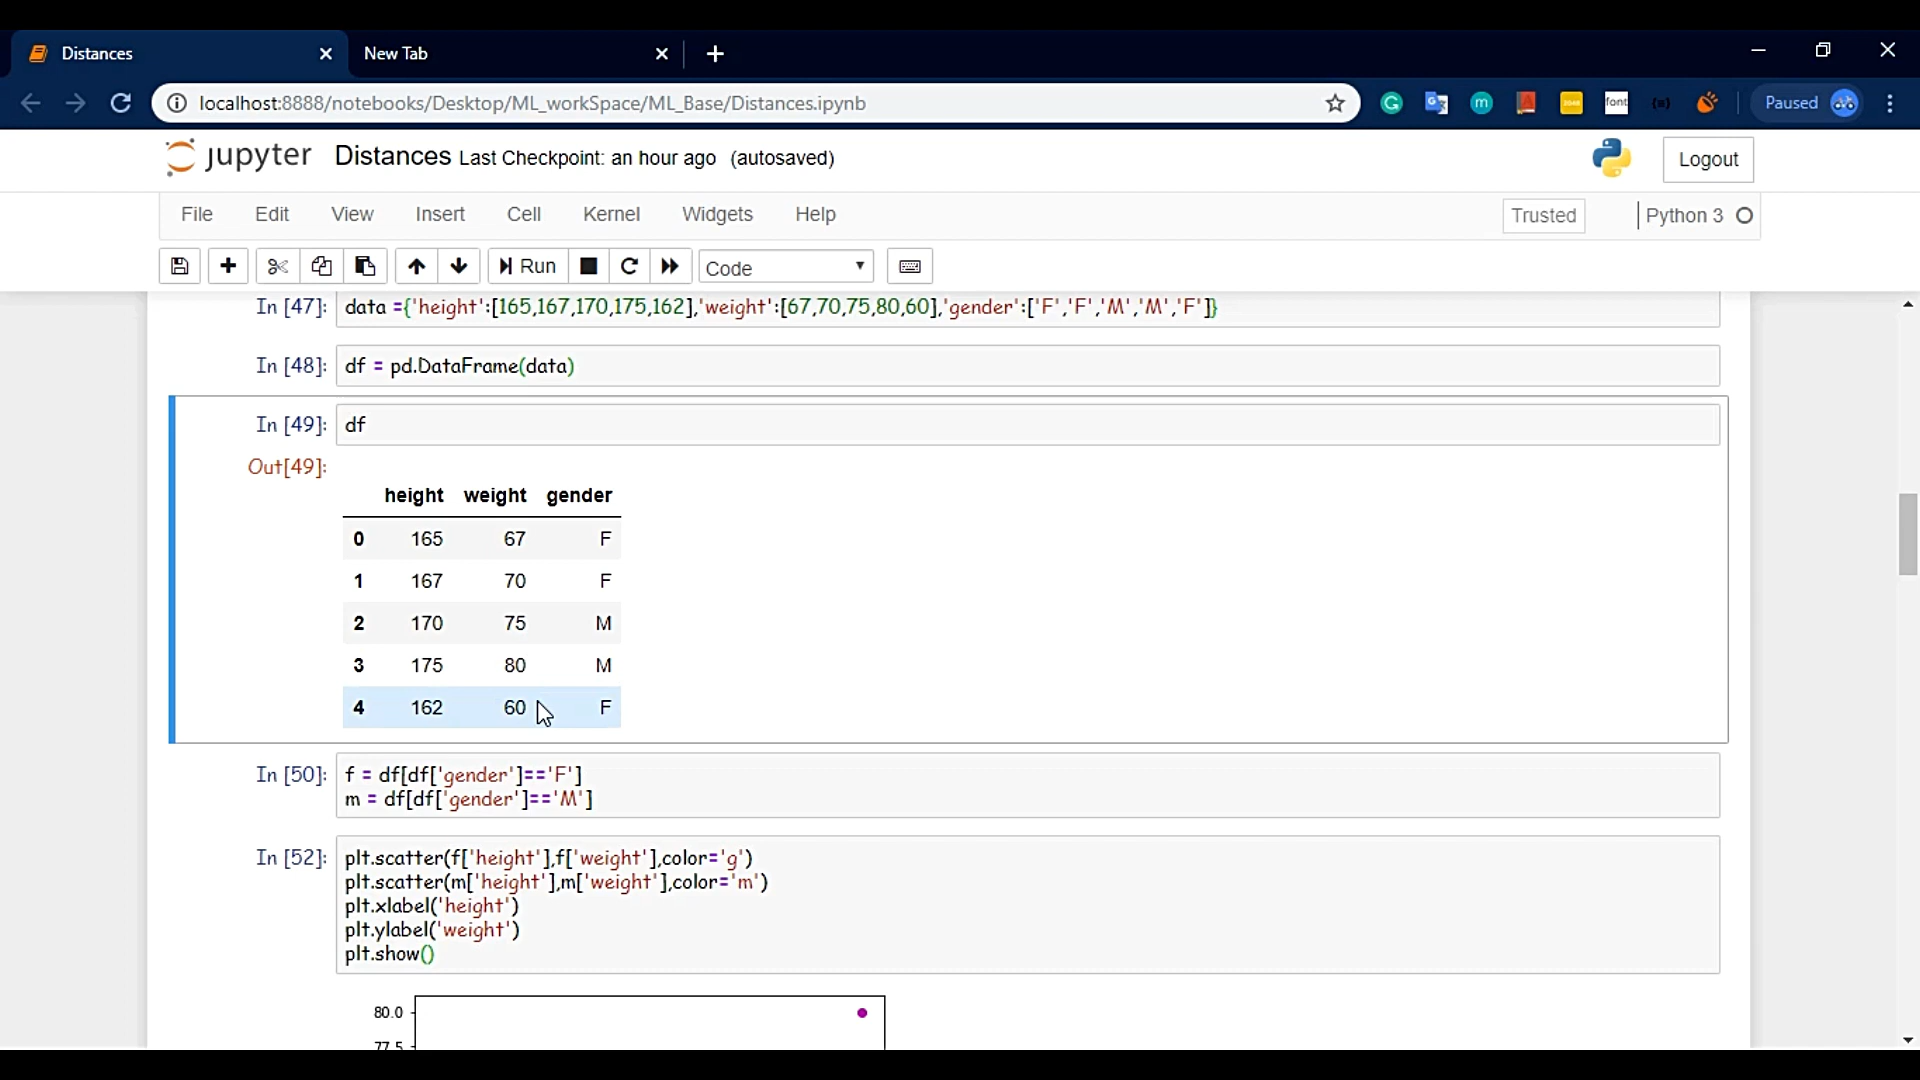 Distances
New Tab
localhost:8888/notebooks/Desktop/ML_workSpace/ML_Base/Distances.ipynb
font
Paused
jupyter Distances Last Checkpoint: an hour ago (autosaved)
Logout
File Edit View Insert Cell Kernel Widgets Help
Trusted
Python 3
Run
Code
In [47]: data ={'height':[165,167,170,175,162],'weight':[67,70,75,80,60],'gender':['F','F','M','M','F']}
In [48]: df = pd.DataFrame(data)
In [49]: df
Out[49]:
height weight gender
0 165 67 F
1 167 70 F
2 170 75 M
3 175 80 M
4 162 60 F
In [50]: f = df[df['gender']=='F']
m = df[df['gender']=='M']
In [52]: plt.scatter(f['height'],f['weight'],color='g')
plt.scatter(m['height'],m['weight'],color='m')
plt.xlabel('height')
plt.ylabel('weight')
plt.show()
80.0
77.5